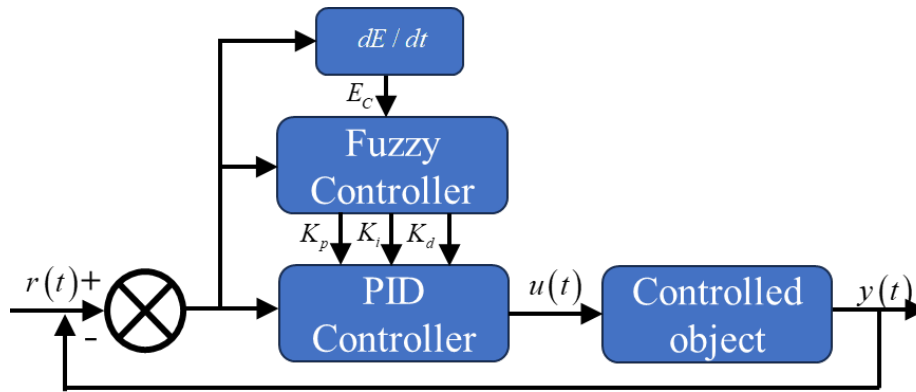 dE / dt
E_C
Fuzzy
Controller
K_p K_i K_d
r(t) +
-
PID
Controller
u(t)
Controlled
object
y(t)